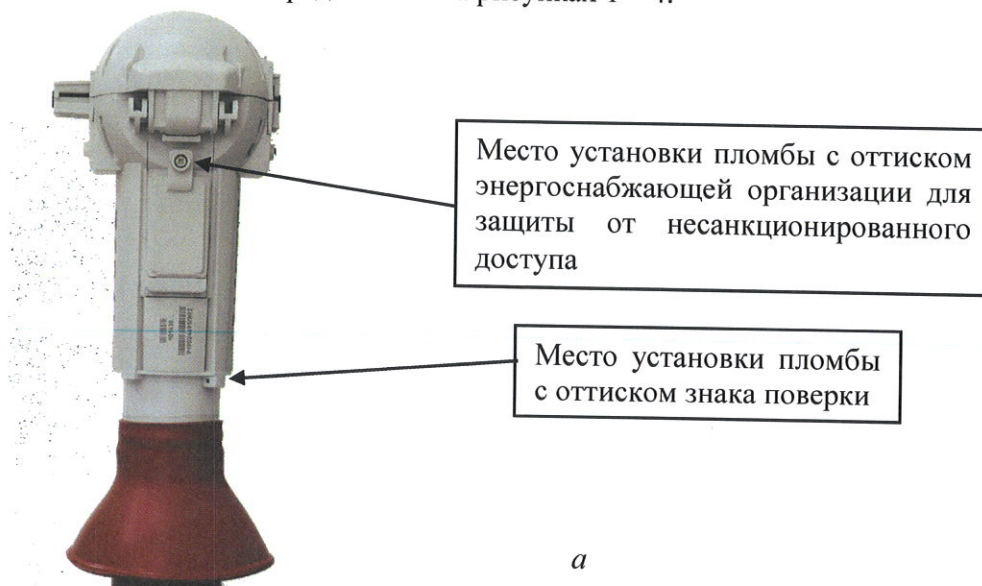 рисунках 1
Место установки пломбы с оттиском
энергоснабжающей организации для
защиты от несанкционированного
доступа
Место установки пломбы
с оттиском знака поверки
а